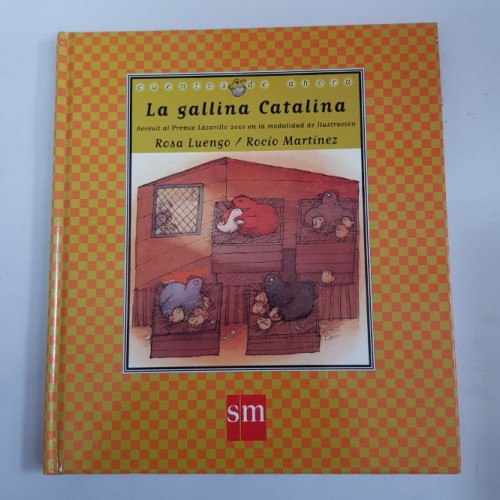 cuentos de ahora
La gallina Catalina
Accésit al Premio Lazarillo 2001 en la modalidad de Ilustración
Rosa Luengo / Rocío Martínez
sm